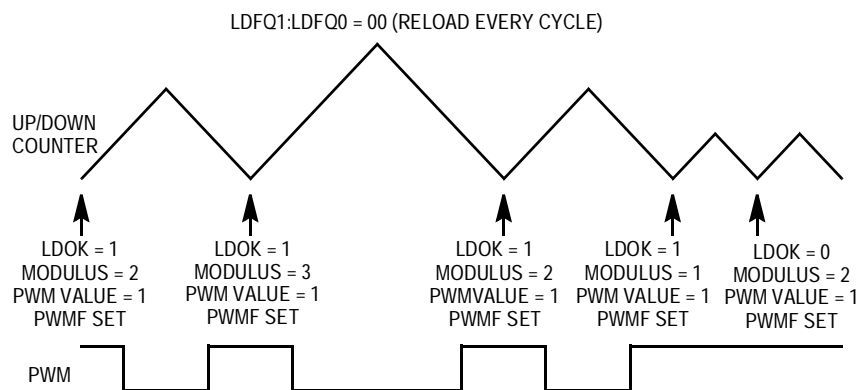 LDFQ1:LDFQ0 = 00 (RELOAD EVERY CYCLE)
UP/DOWN
COUNTER
LDOK = 1
MODULUS = 2
PWM VALUE = 1
PWMF SET
LDOK = 1
MODULUS = 3
PWM VALUE = 1
PWMF SET
LDOK = 1
MODULUS = 2
PWMVALUE = 1
PWMF SET
LDOK = 1
MODULUS = 1
PWM VALUE = 1
PWMF SET
LDOK = 0
MODULUS = 2
PWM VALUE = 1
PWMF SET
PWM